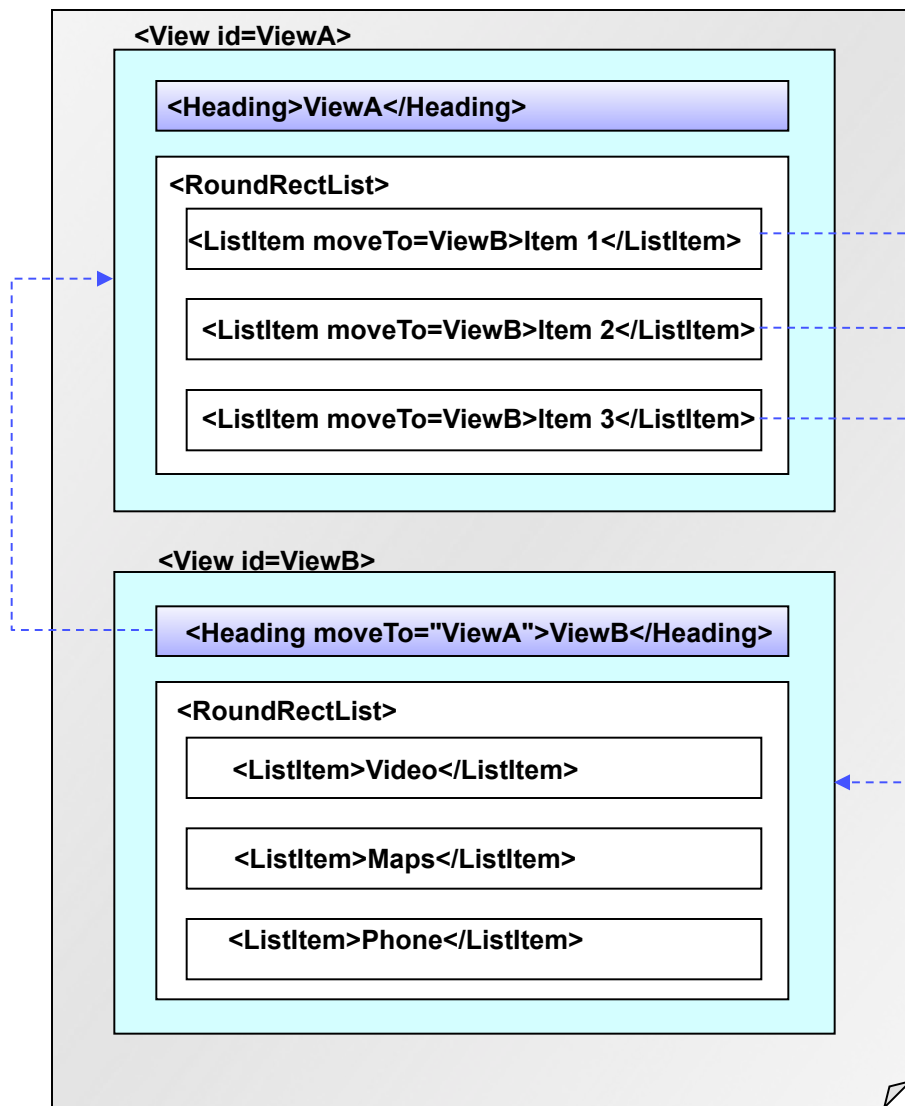 <View id=ViewA>
<Heading>ViewA</Heading>
<RoundRectList>
<ListItem moveTo=ViewB>Item 1</ListItem>
<ListItem moveTo=ViewB>Item 2</ListItem>
<ListItem moveTo=ViewB>Item 3</ListItem>
<View id=ViewB>
<Heading moveTo="ViewA">ViewB</Heading>
<RoundRectList>
<ListItem>Video</ListItem>
<ListItem>Maps</ListItem>
<ListItem>Phone</ListItem>